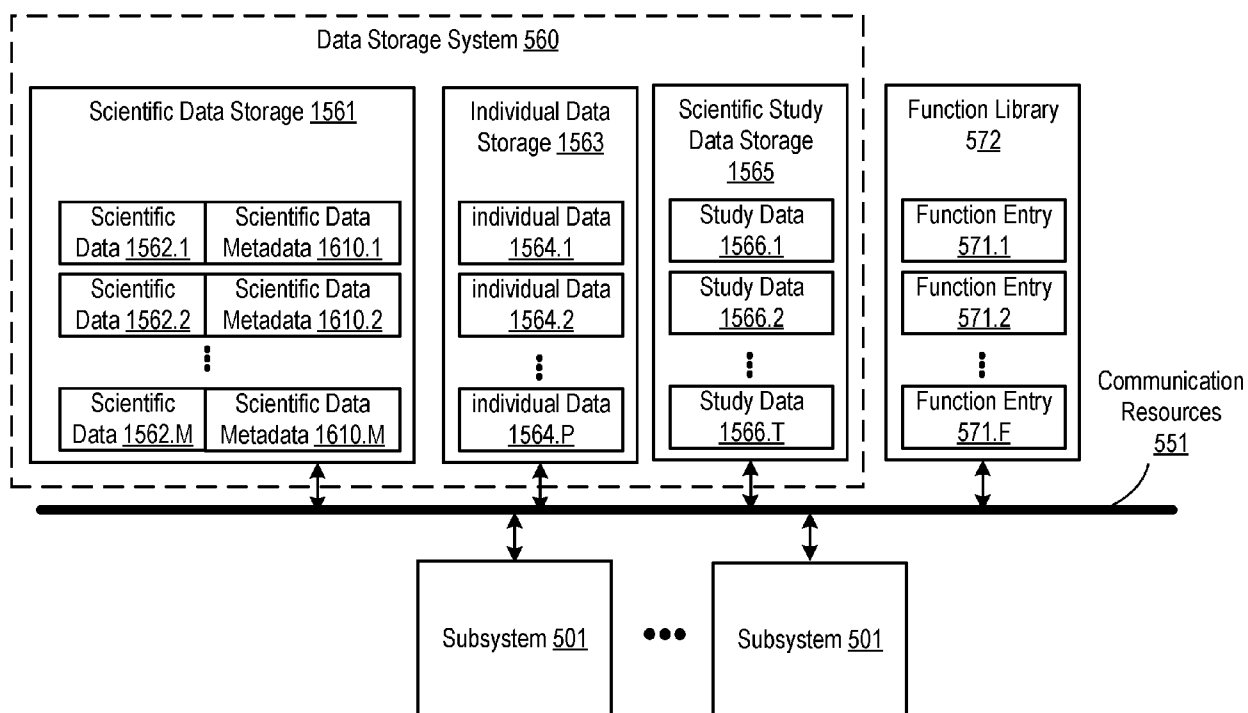 Data Storage System 560
Scientific Data Storage 1561
Scientific
Data 1562.1
Scientific Data
Metadata 1610.1
Scientific
Data 1562.2
Scientific Data
Metadata 1610.2
Scientific
Data 1562.M
Scientific Data
Metadata 1610.M
Individual Data
Storage 1563
individual Data
1564.1
individual Data
1564.2
individual Data
1564.P
Scientific Study
Data Storage
1565
Study Data
1566.1
Study Data
1566.2
Study Data
1566.T
Function Library
572
Function Entry
571.1
Function Entry
571.2
Function Entry
571.F
Communication
Resources
551
Subsystem 501
Subsystem 501